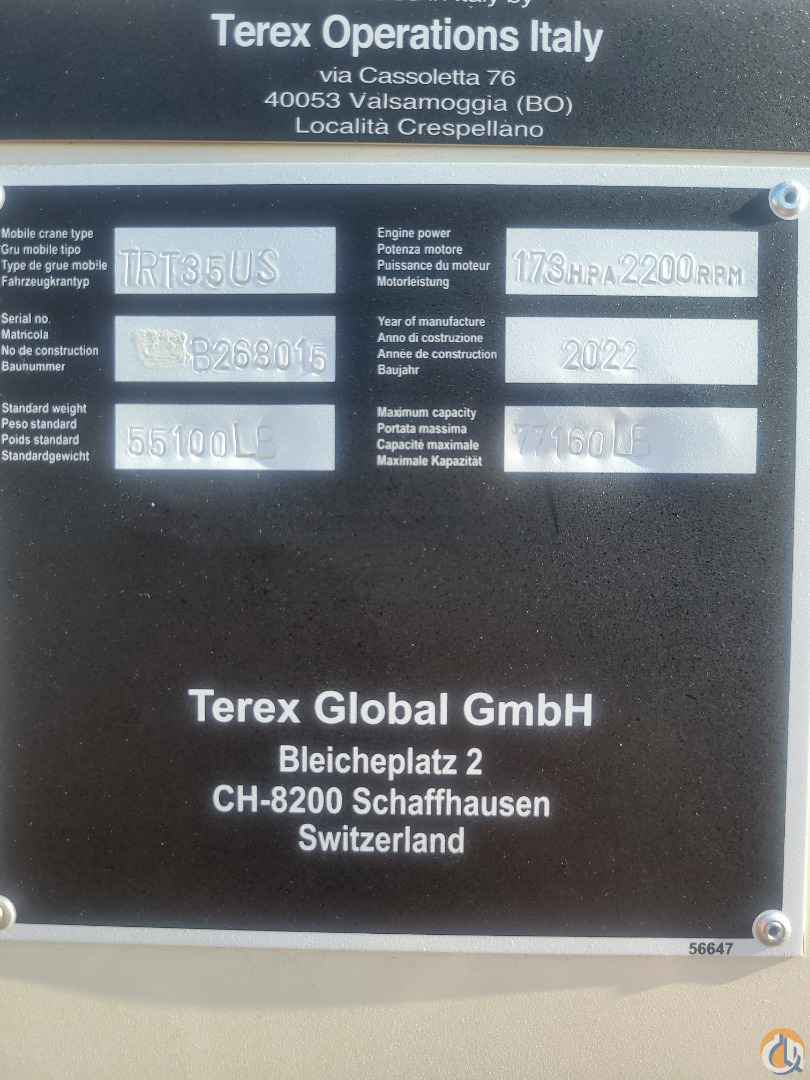 Terex Operations Italy
via Cassoletta 76
40053 Valsamoggia (BO)
Località Crespellano
Mobile crane type
Gru mobile tipo
Type de grue mobile
Fahrzeugkrantyp
TRT35US
Engine power
Potenza motore
Puissance du moteur
Motorleistung
173H.P.A2200RPM
Serial no.
Matricola
No de construction
Baunummer
B268015
Year of manufacture
Anno di costruzione
Année de construction
Baujahr
2022
Standard weight
Peso standard
Poids standard
Standardgewicht
55100LB
Maximum capacity
Portata massima
Capacité maximale
Maximale Kapazität
77160LB
Terex Global GmbH
Bleicheplatz 2
CH-8200 Schaffhausen
Switzerland
56647